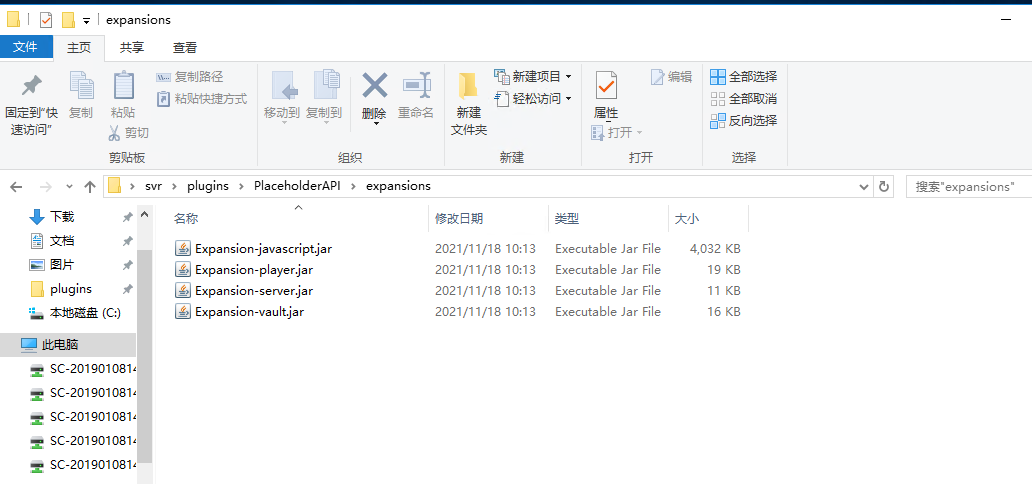 expansions
文件 主页 共享 查看
固定到"快速访问"
复制
粘贴
复制路径
粘贴快捷方式
剪切
剪贴板
移动到
复制到
删除
重命名
组织
新建文件夹
新建项目
轻松访问
新建
属性
打开
编辑
打开
全部选择
全部取消
反向选择
选择
svr plugins PlaceholderAPI expansions
搜索"expansions"
下载
文档
图片
plugins
本地磁盘 (C:)
此电脑
SC-2019010814
SC-2019010814
SC-2019010814
SC-2019010814
SC-2019010814
名称 修改日期 类型 大小
Expansion-javascript.jar 2021/11/18 10:13 Executable Jar File 4,032 KB
Expansion-player.jar 2021/11/18 10:13 Executable Jar File 19 KB
Expansion-server.jar 2021/11/18 10:13 Executable Jar File 11 KB
Expansion-vault.jar 2021/11/18 10:13 Executable Jar File 16 KB